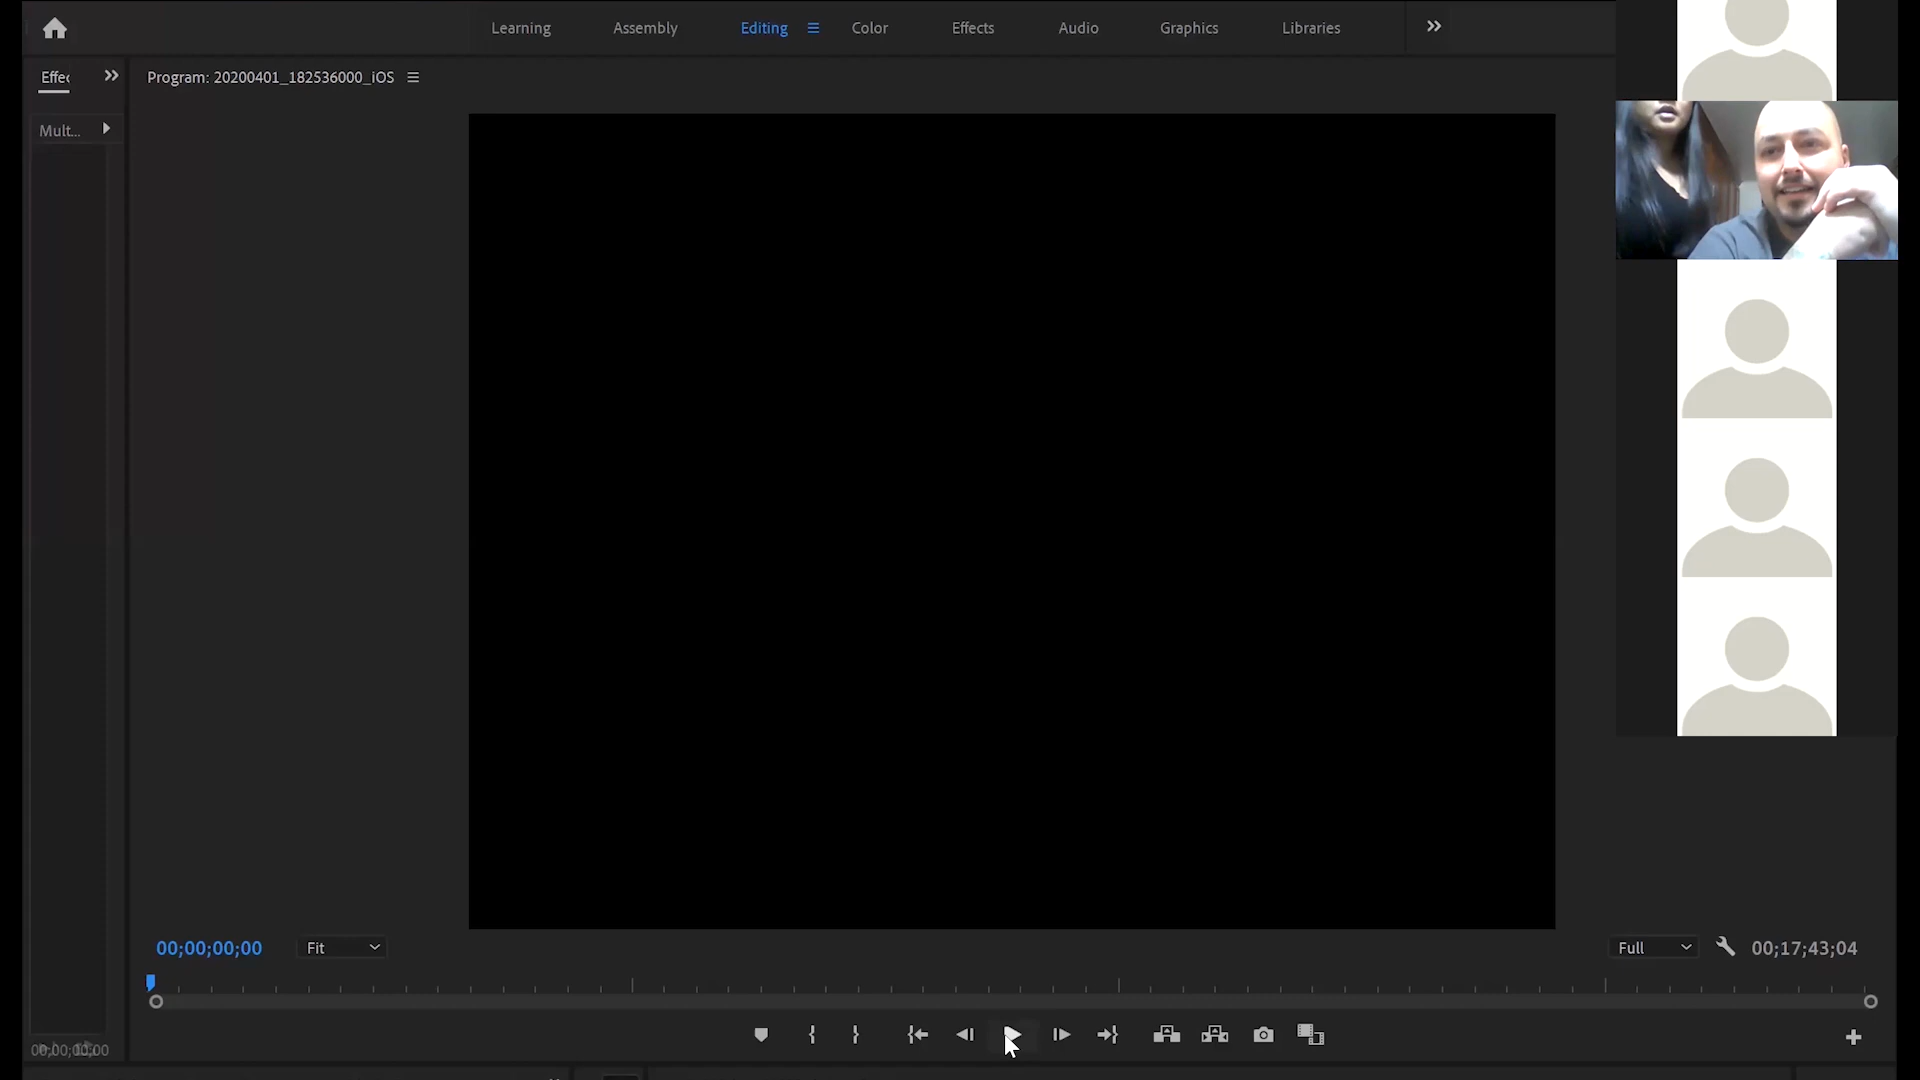 Learning Assembly Editing Color Effects Audio Graphics Libraries
Effec
Program: 20200401_182536000_iOS
Mult...
00;00;00;00
Fit
Full
00;17;43;04